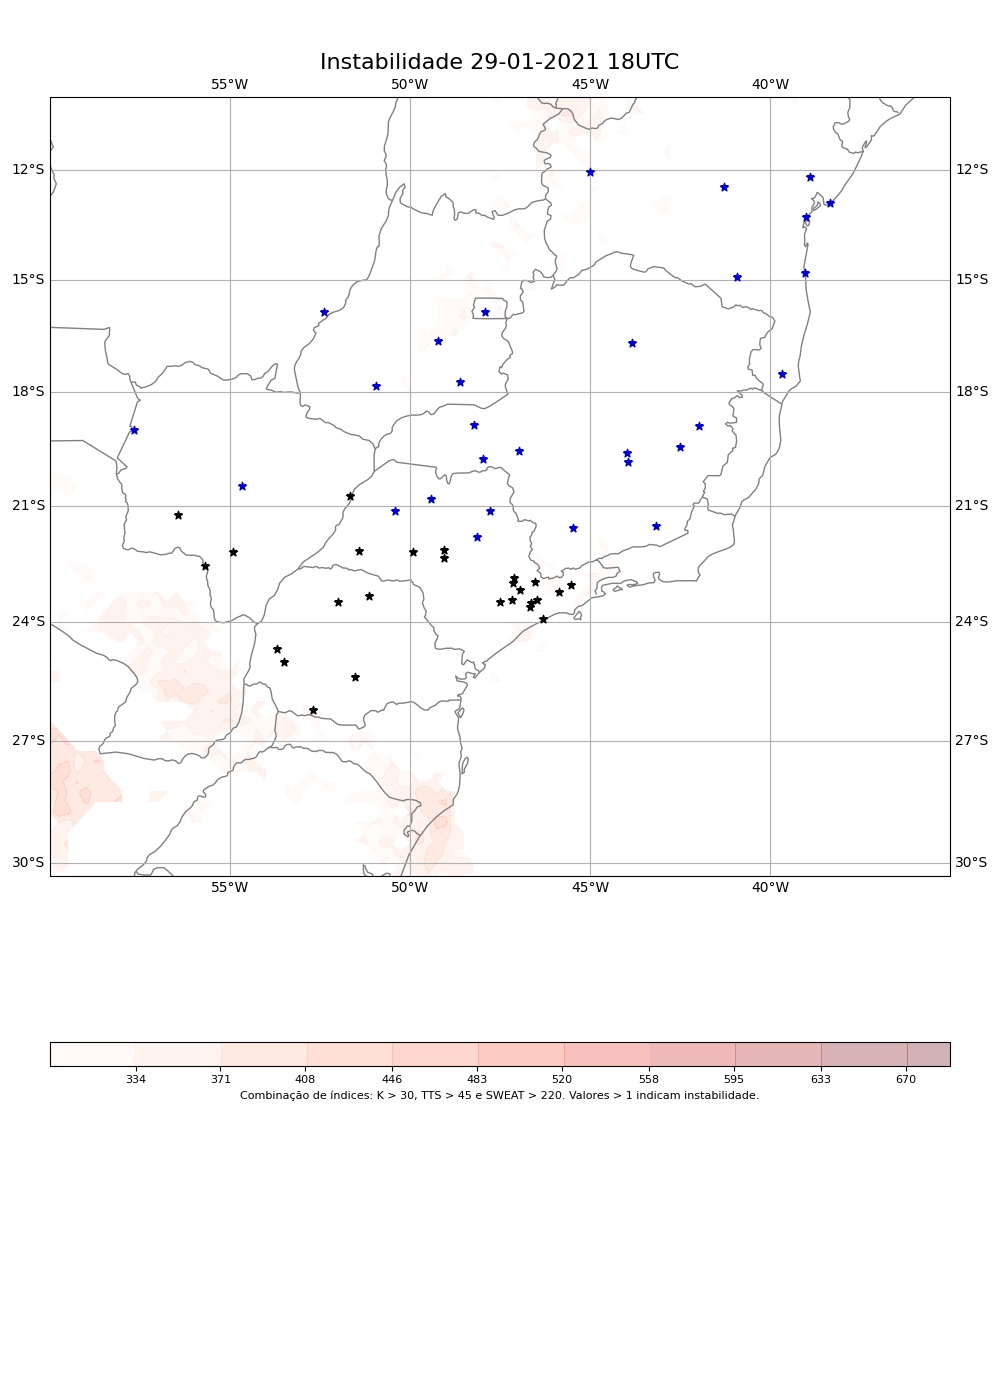 Instabilidade 29-01-2021 18UTC
55°W 50°W 45°W 40°W
12°S 12°S
15°S 15°S
18°S 18°S
21°S 21°S
24°S 24°S
27°S 27°S
30°S 30°S
55°W 50°W 45°W 40°W
334 371 408 446 483 520 558 595 633 670
Combinação de índices: K > 30, TTS > 45 e SWEAT > 220. Valores > 1 indicam instabilidade.